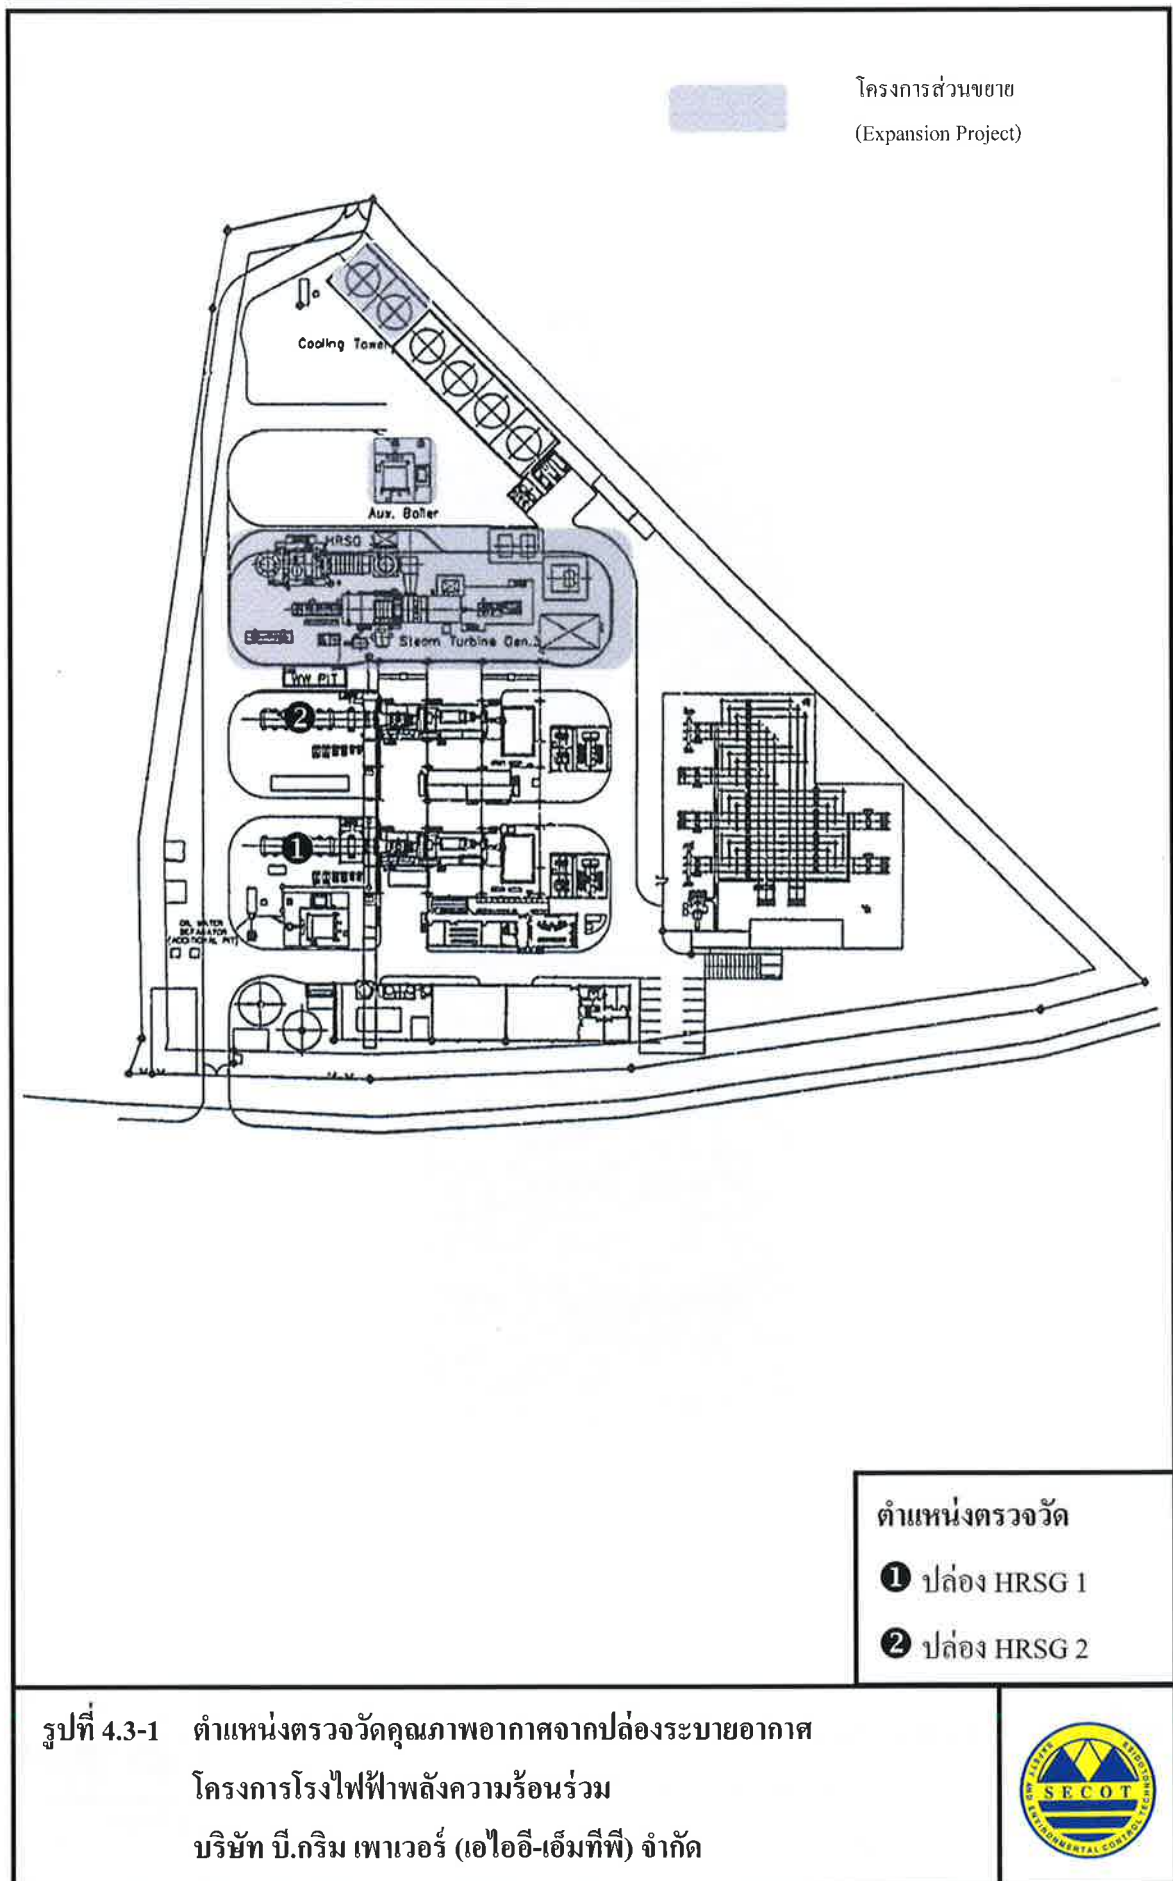 โครงการส่วนขยาย
(Expansion Project)
Cooling Tower
Aux. Boiler
HRSG
Steam Turbine Gen.
WW PIT
2
1
OIL WATER
SEPARATOR
(ADDITIONAL PIT)
ตำแหน่งตรวจวัด
1 ปล่อง HRSG 1
2 ปล่อง HRSG 2
รูปที่ 4.3-1 ตำแหน่งตรวจวัดคุณภาพอากาศจากปล่องระบายอากาศ
โครงการโรงไฟฟ้าพลังความร้อนร่วม
บริษัท บี.กริม เพาเวอร์ (เอไออี-เอ็มทีพี) จำกัด
SECOT
SAFETY AND ENVIRONMENTAL CONTROL TECHNOLOGIES